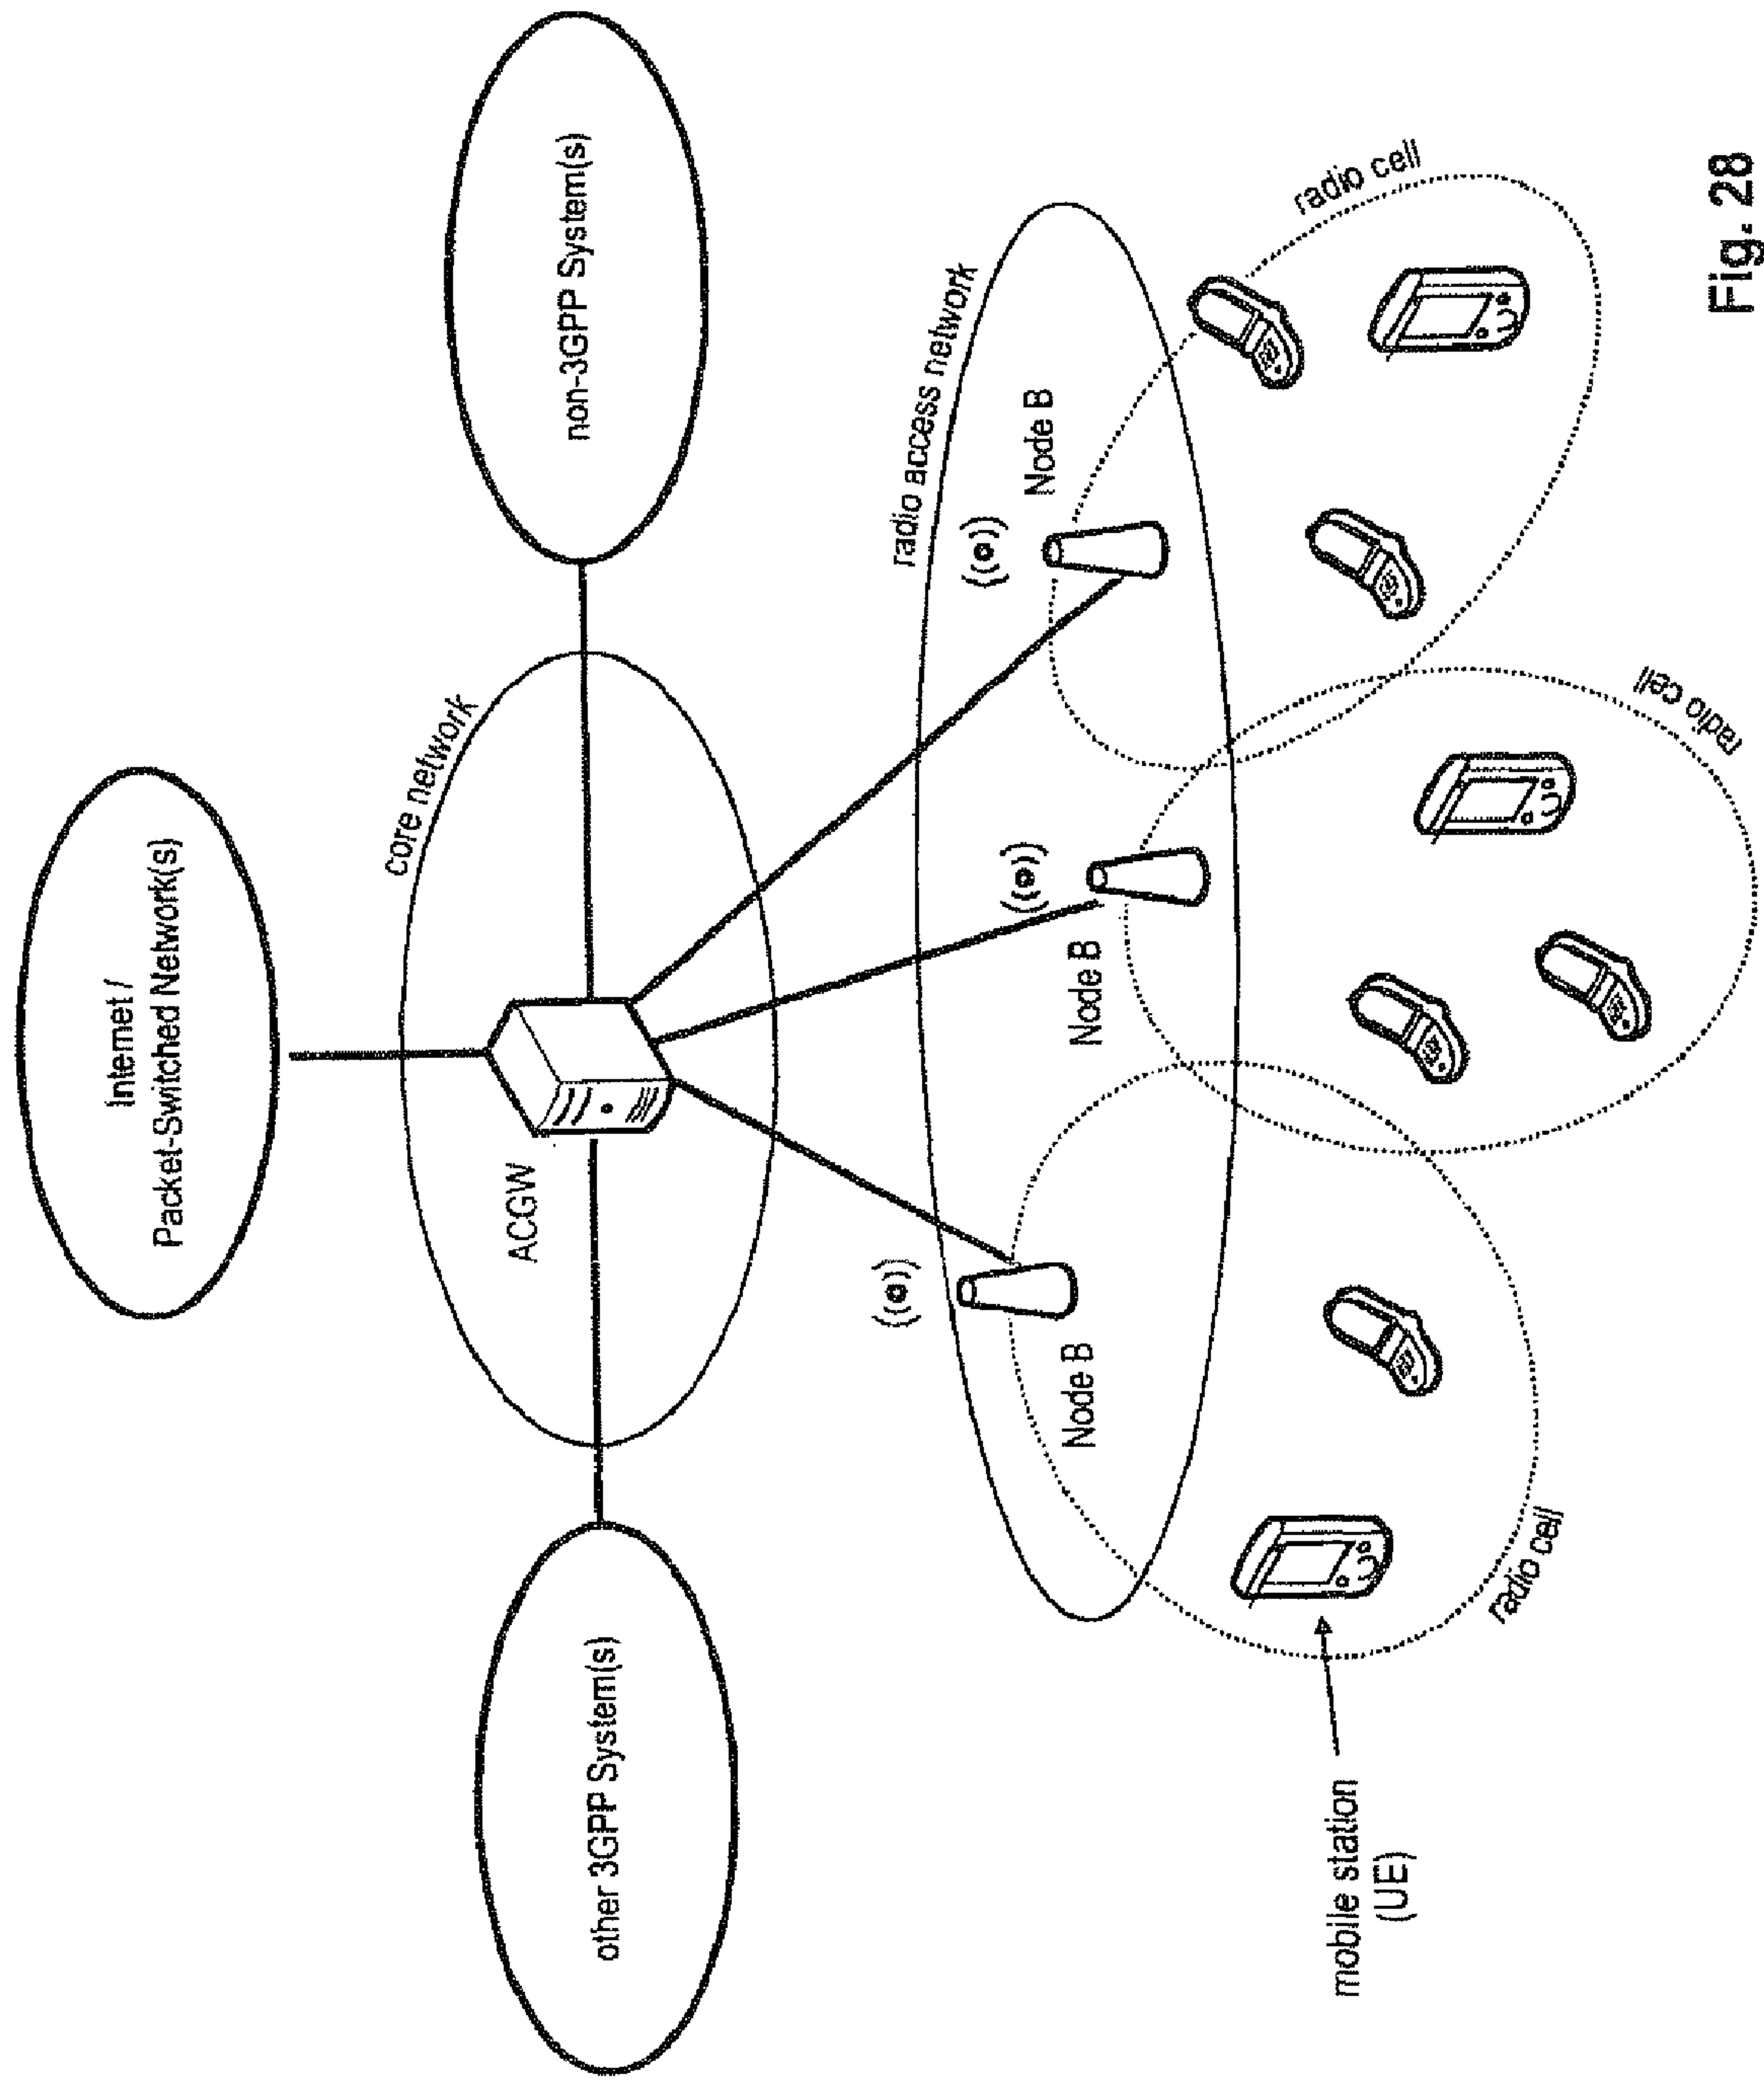 Internet /
Packet-Switched Network(s)
core network
ACGW
other 3GPP System(s)
non-3GPP System(s)
radio access network
Node B
Node B
Node B
radio cell
radio cell
radio cell
mobile station
(UE)
Fig. 28